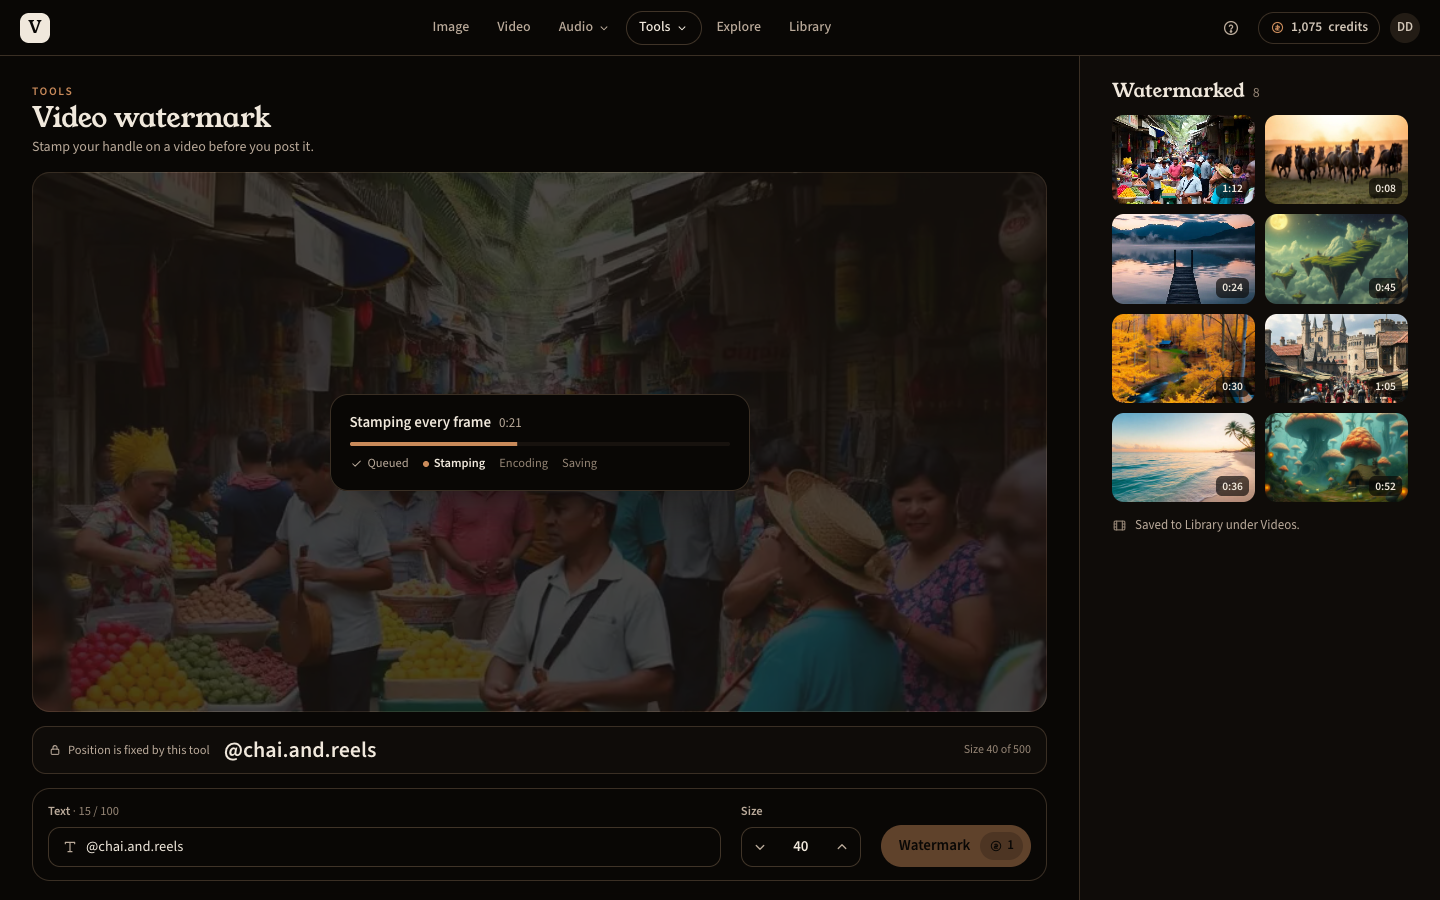 V
Image
Video
Audio
Tools
Explore
Library
1,075 credits
DD
TOOLS
Video watermark
Stamp your handle on a video before you post it.
Stamping every frame 0:21
Queued
Stamping
Encoding
Saving
Position is fixed by this tool
@chai.and.reels
Size 40 of 500
Text · 15 / 100
@chai.and.reels
Size
40
Watermark
1
Watermarked 8
1:12
0:08
0:24
0:45
0:30
1:05
0:36
0:52
Saved to Library under Videos.